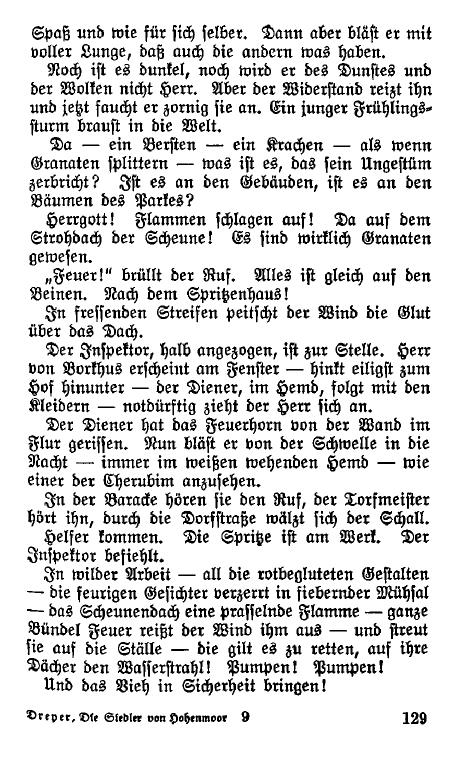 Spaß und wie für sich selber. Dann aber bläst er mit
voller Lunge, daß auch die andern was haben.
Noch ist es dunkel, noch wird er des Dunstes und
der Wolken nicht Herr. Aber der Widerstand reizt ihn
und jetzt faucht er zornig sie an. Ein junger Frühlings-
sturm braust in die Welt.
Da — ein Bersten — ein Krachen — als wenn
Granaten splittern — was ist es, das sein Ungestüm
zerbricht? Ist es an den Gebäuden, ist es an den
Bäumen des Parkes?
Herrgott! Flammen schlagen auf! Da auf dem
Strohdach der Scheune! Es sind wirklich Granaten
gewesen.
„Feuer!“ brüllt der Ruf. Alles ist gleich auf den
Beinen. Nach dem Spritzenhaus!
In fressenden Streifen peitscht der Wind die Glut
über das Dach.
Der Inspektor, halb angezogen, ist zur Stelle. Herr
von Borkhus erscheint am Fenster — hinkt eiligst zum
Hof hinunter — der Diener, im Hemd, folgt mit den
Kleidern — notdürftig zieht der Herr sich an.
Der Diener hat das Feuerhorn von der Wand im
Flur gerissen. Nun bläst er von der Schwelle in die
Nacht — immer im weißen wehenden Hemd — wie
einer der Cherubim anzusehen.
In der Baracke hören sie den Ruf, der Torfmeister
hört ihn, durch die Dorfstraße wälzt sich der Schall.
Helfer kommen. Die Spritze ist am Werk. Der
Inspektor befiehlt.
In wilder Arbeit — all die rotbegluteten Gestalten
— die feurigen Gesichter verzerrt in fiebernder Mühsal
— das Scheunendach eine prasselnde Flamme — ganze
Bündel Feuer reißt der Wind ihm aus — und streut
sie auf die Ställe — die gilt es zu retten, auf ihre
Dächer den Wasserstrahl! Pumpen! Pumpen!
Und das Vieh in Sicherheit bringen!
Dreyer, Die Siedler von Hohenmoor 9 129